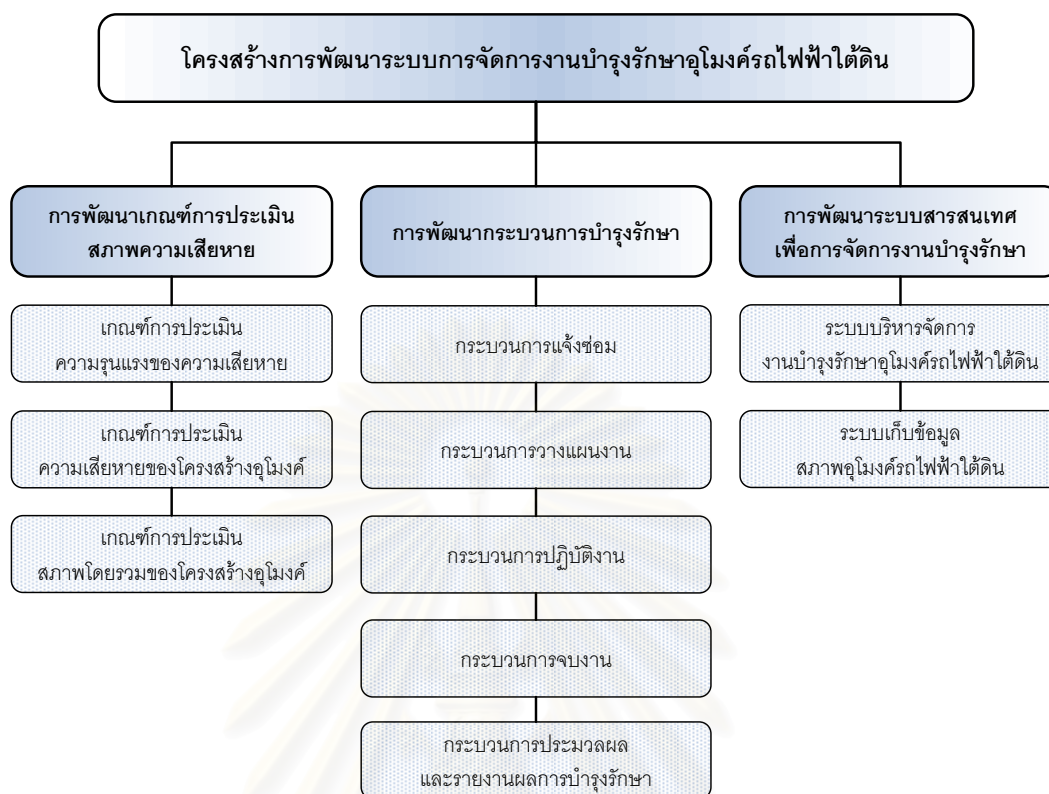 โครงสร้างการพัฒนาระบบการจัดการงานบำรุงรักษาอุโมงค์รถไฟฟ้าใต้ดิน
การพัฒนาเกณฑ์การประเมิน
สภาพความเสียหาย
เกณฑ์การประเมิน
ความรุนแรงของความเสียหาย
เกณฑ์การประเมิน
ความเสียหายของโครงสร้างอุโมงค์
เกณฑ์การประเมิน
สภาพโดยรวมของโครงสร้างอุโมงค์
การพัฒนากระบวนการบำรุงรักษา
กระบวนการแจ้งซ่อม
กระบวนการวางแผนงาน
กระบวนการปฏิบัติงาน
กระบวนการจบงาน
กระบวนการประมวลผล
และรายงานผลการบำรุงรักษา
การพัฒนาระบบสารสนเทศ
เพื่อการจัดการงานบำรุงรักษา
ระบบบริหารจัดการ
งานบำรุงรักษาอุโมงค์รถไฟฟ้าใต้ดิน
ระบบเก็บข้อมูล
สภาพอุโมงค์รถไฟฟ้าใต้ดิน